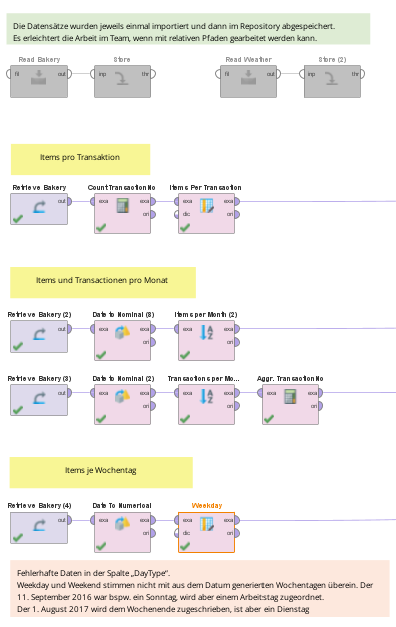 Die Datensätze wurden jeweils einmal importiert und dann im Repository abgespeichert.
Es erleichtert die Arbeit im Team, wenn mit relativen Pfaden gearbeitet werden kann.
Read Bakery Store Read Weather Store (2)
fil out inp thr fil out inp thr
Items pro Transaktion
Retrieve Bakery Count TransactionNo Items Per Transaction
out exa exa exa exa
ori dic ori
Items und Transactionen pro Monat
Retrieve Bakery (2) Date to Nominal (8) Items per Month (2)
out exa exa exa exa
ori ori
Retrieve Bakery (3) Date to Nominal (2) Transactions per Mo... Aggr. TransactionNo
out exa exa exa exa exa exa
ori ori ori
Items je Wochentag
Retrieve Bakery (4) Date To Numerical Weekday
out exa exa exa exa
ori dic ori
Fehlerhafte Daten in der Spalte „DayType“.
Weekday und Weekend stimmen nicht mit aus dem Datum generierten Wochentagen überein. Der
11. September 2016 war bspw. ein Sonntag, wird aber einem Arbeitstag zugeordnet.
Der 1. August 2017 wird dem Wochenende zugeschrieben, ist aber ein Dienstag